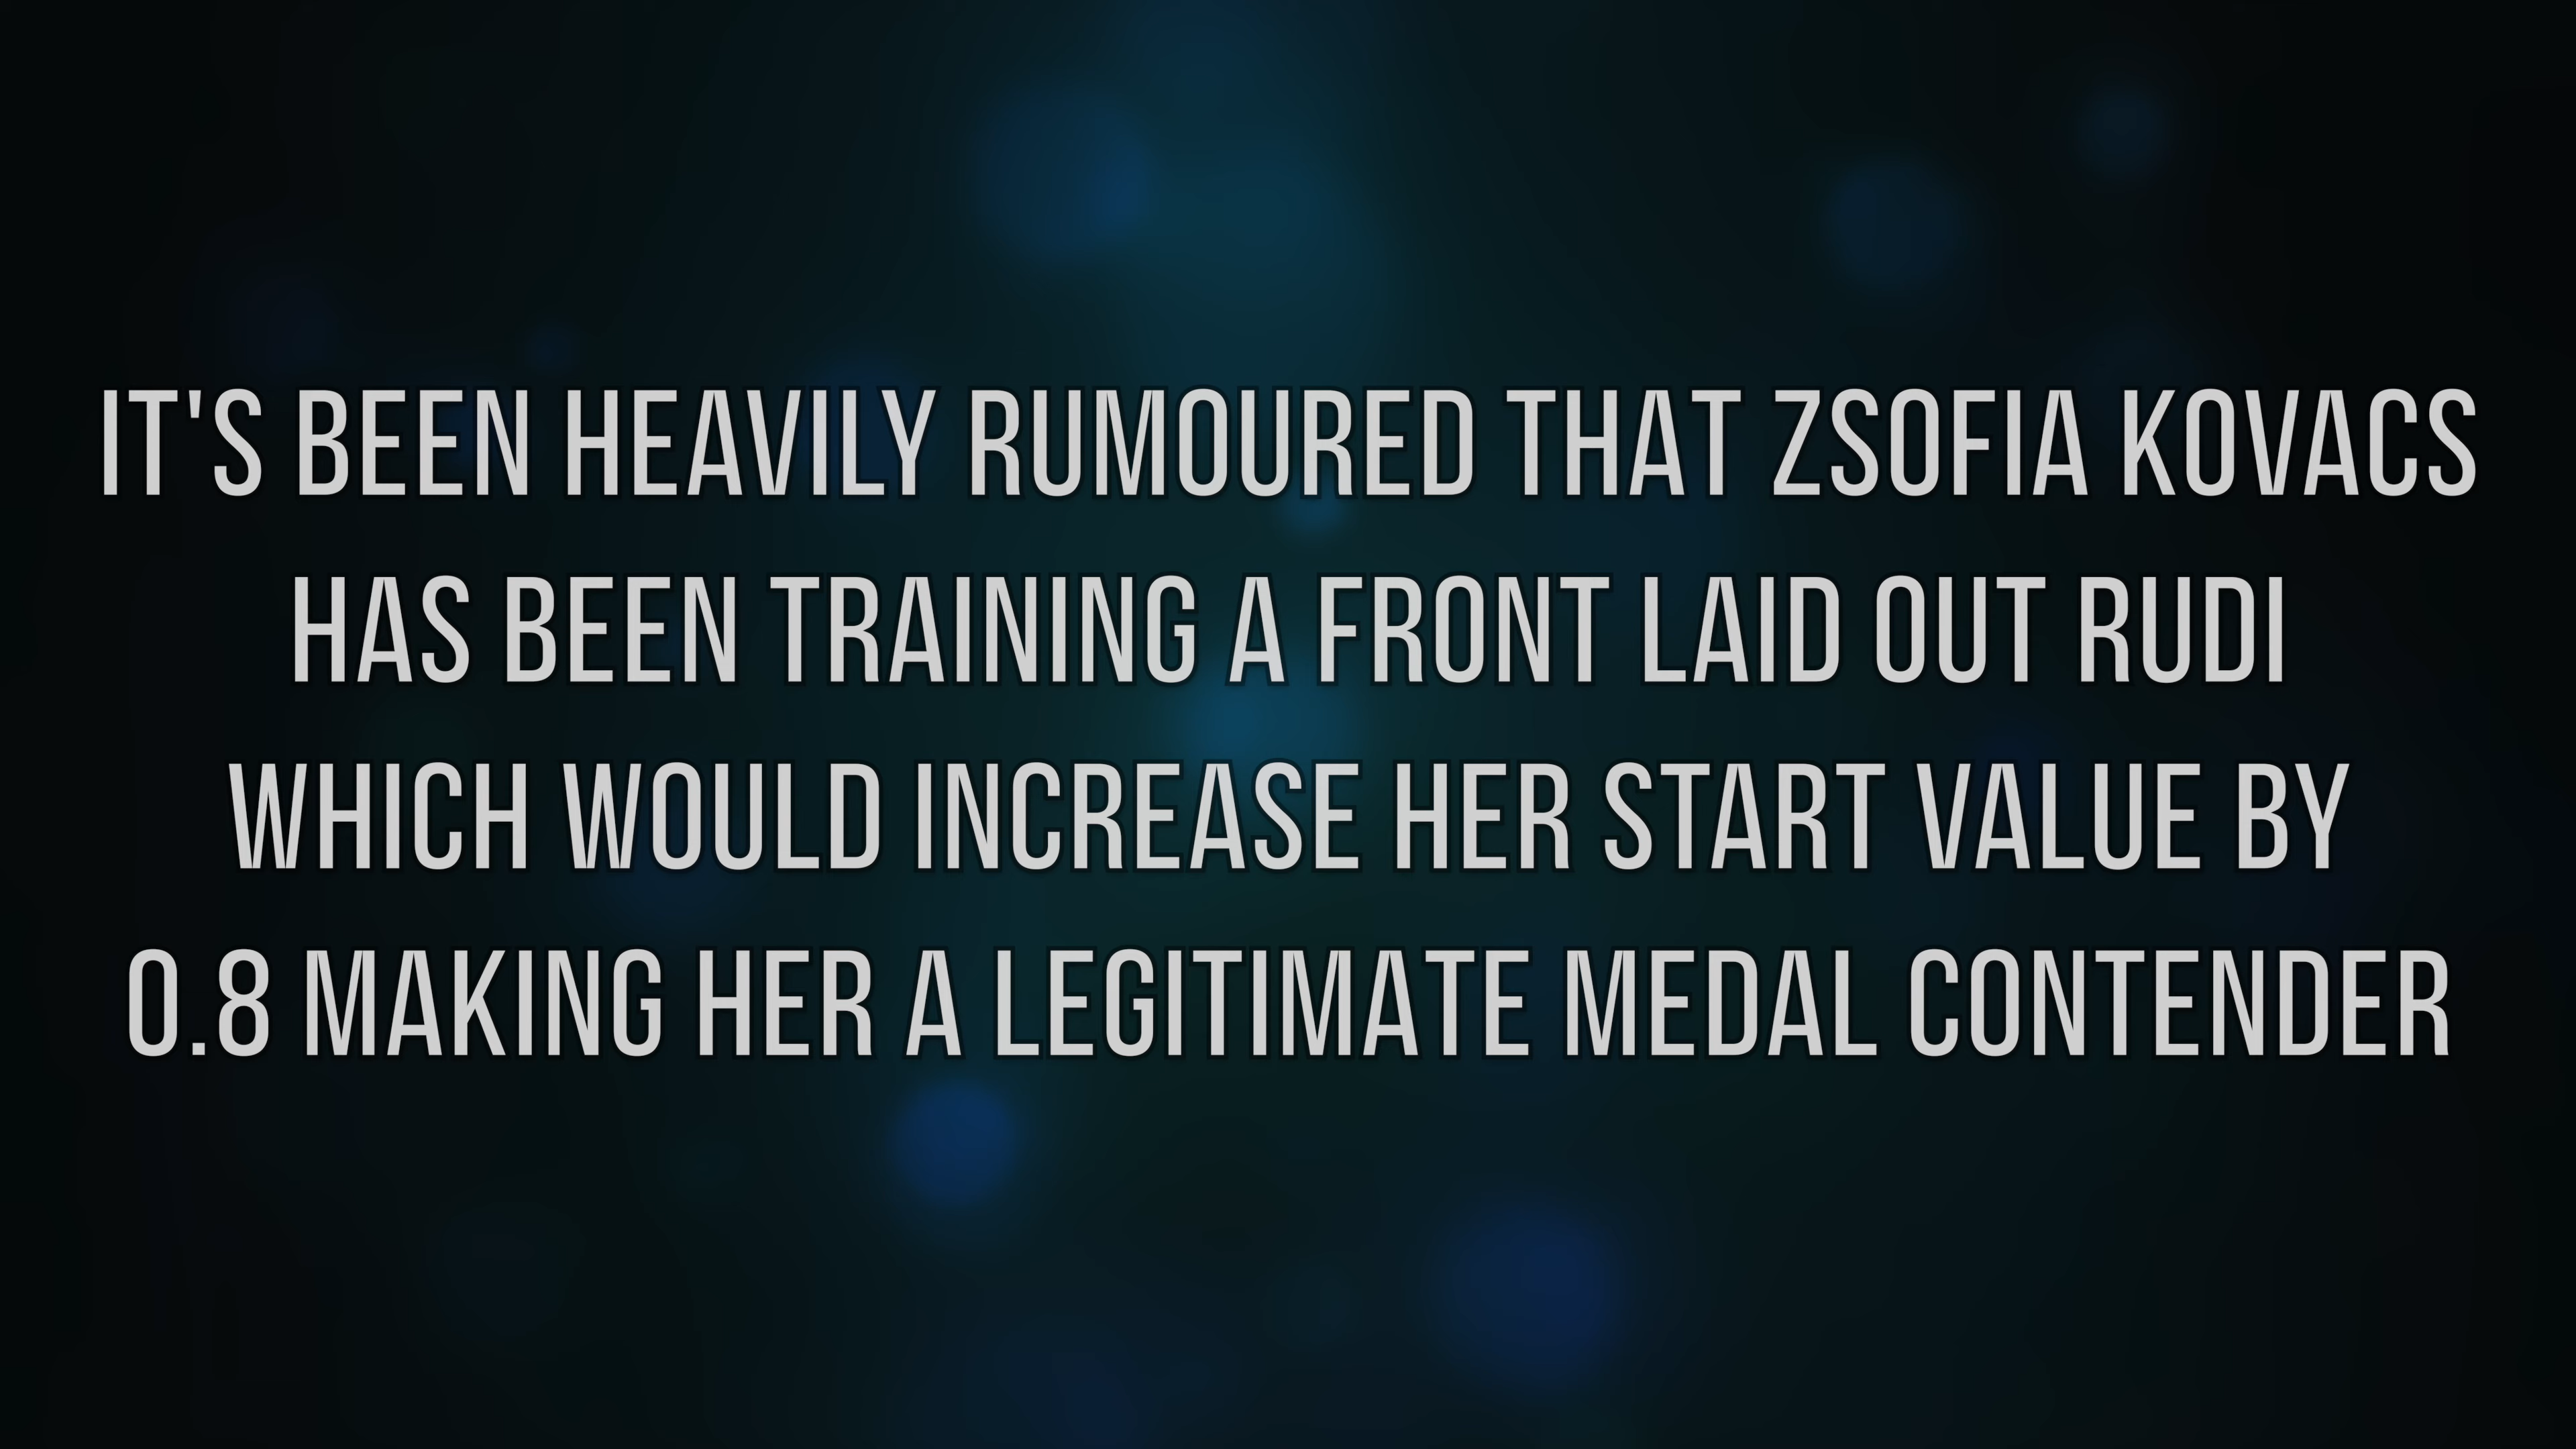 IT'S BEEN HEAVILY RUMOURED THAT ZSOFIA KOVACS
HAS BEEN TRAINING A FRONT LAID OUT RUDI
WHICH WOULD INCREASE HER START VALUE BY
0.8 MAKING HER A LEGITIMATE MEDAL CONTENDER